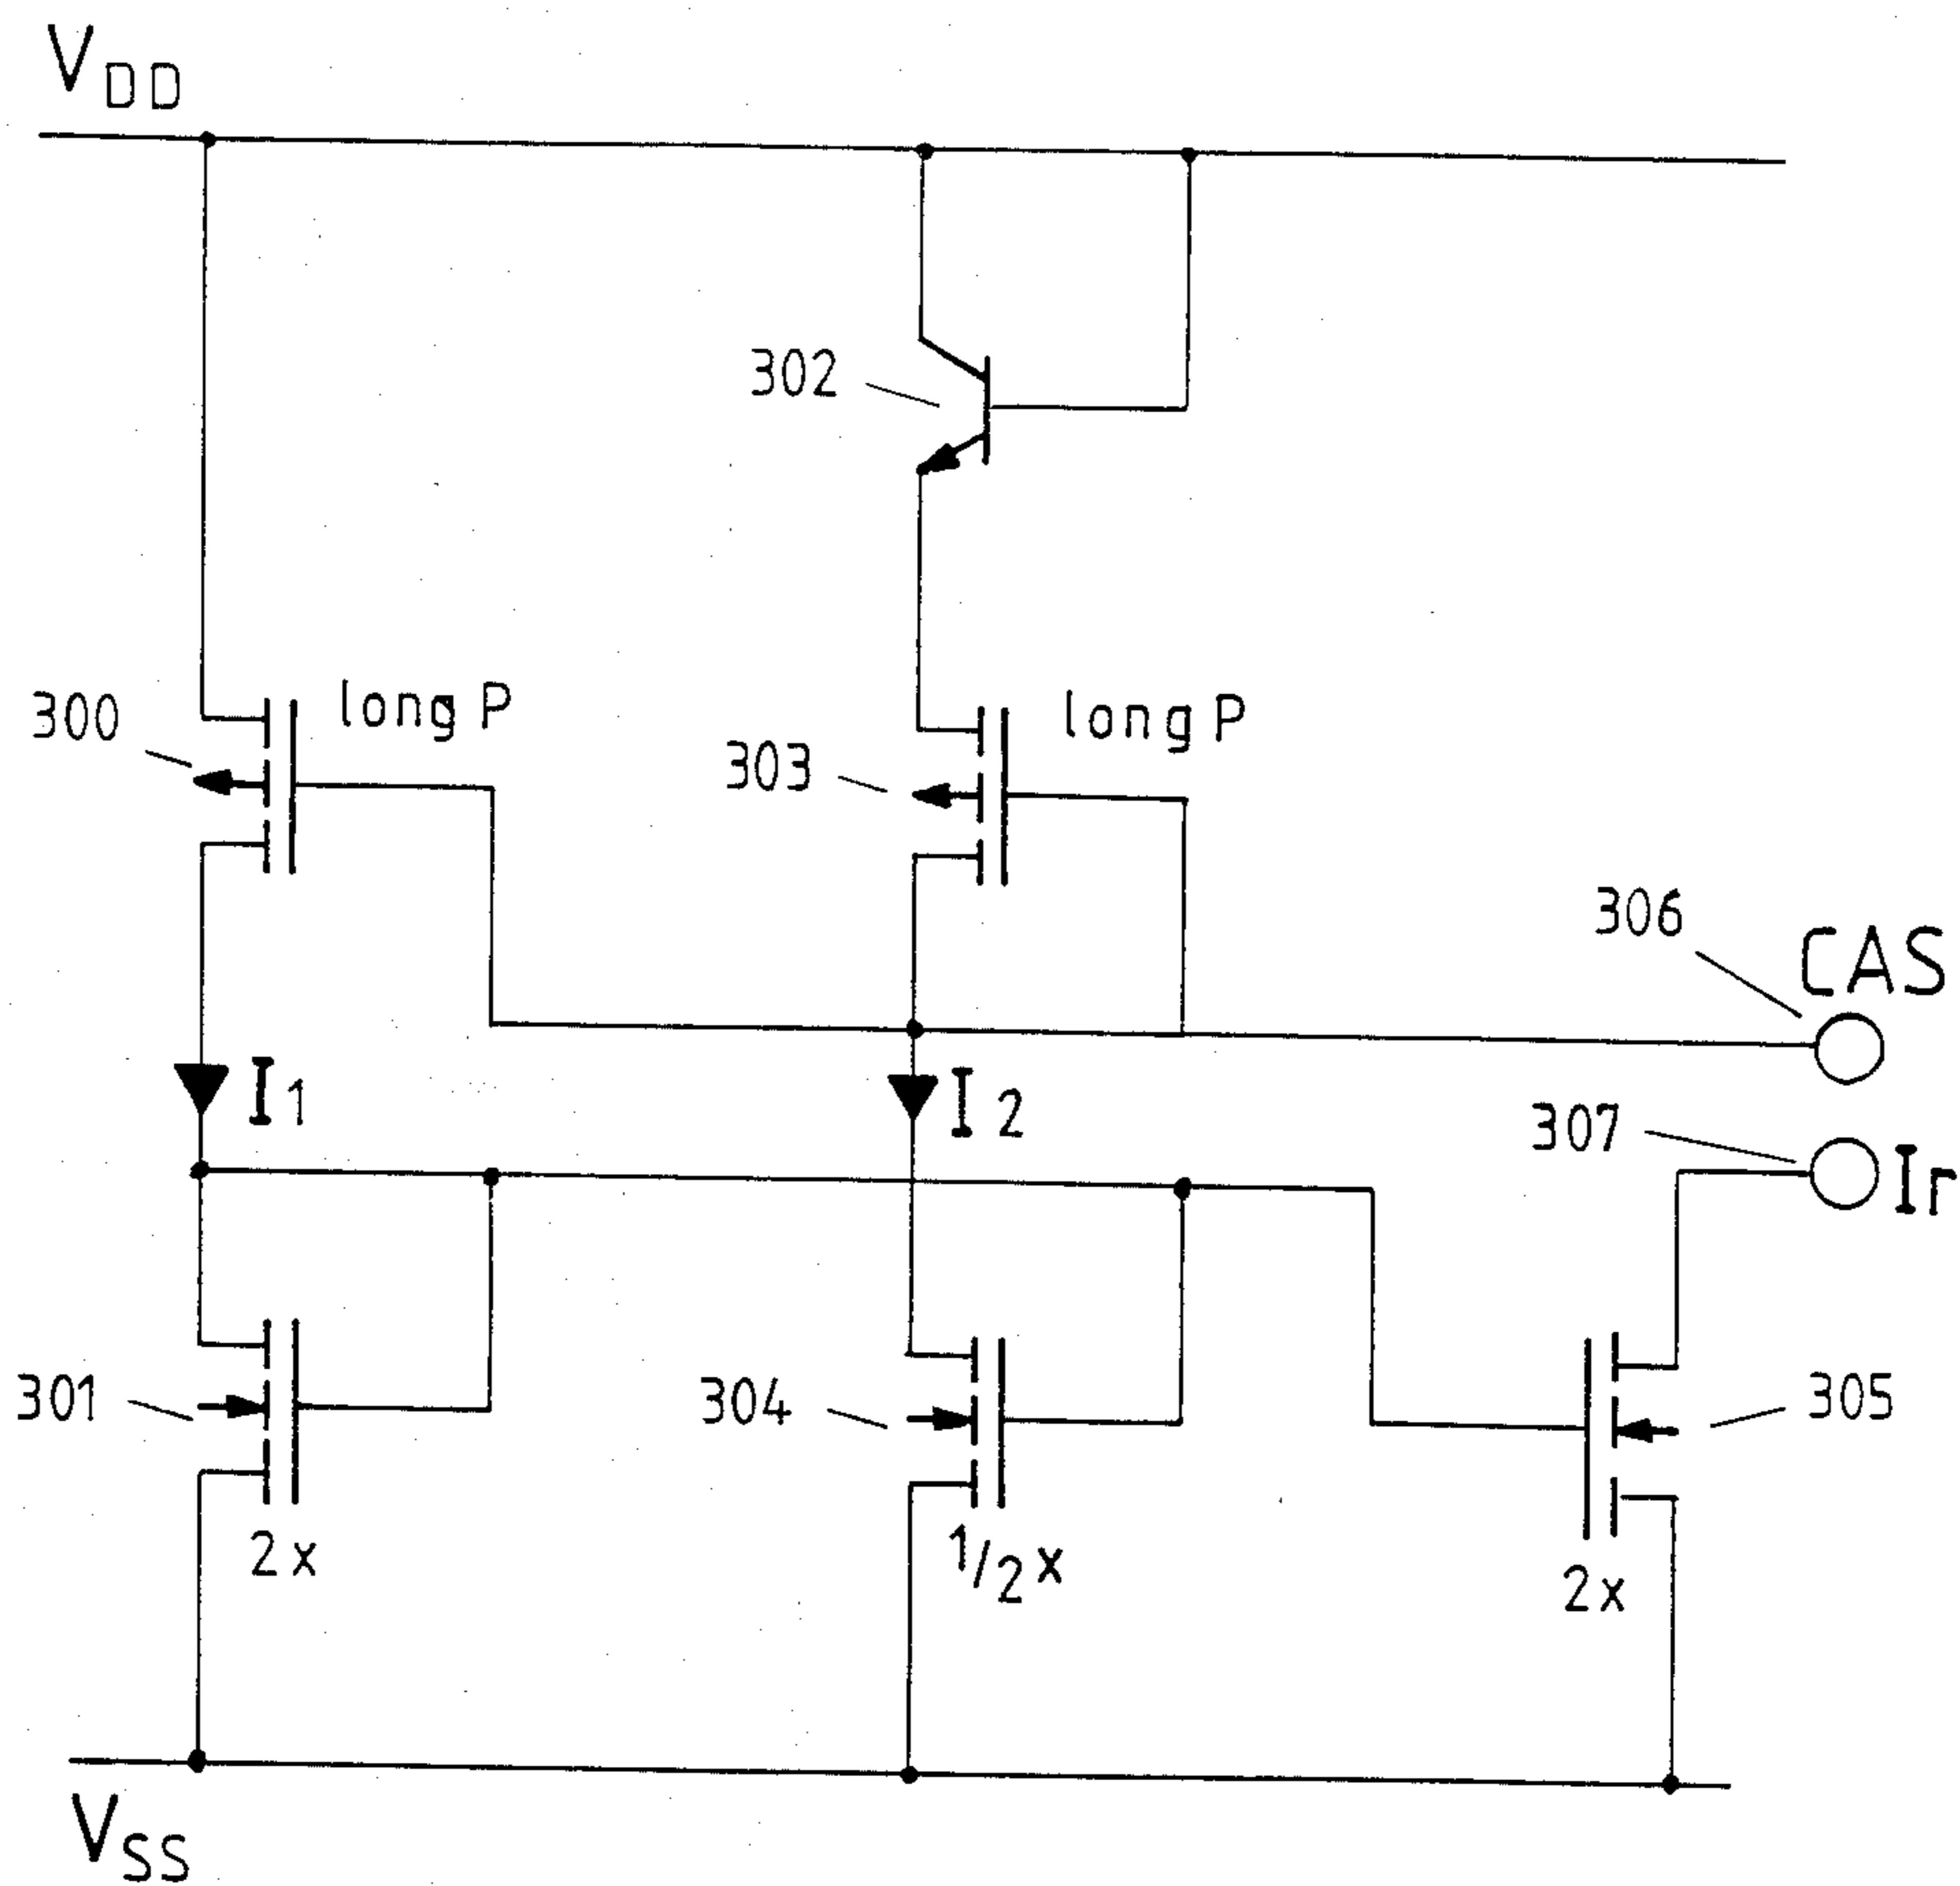 VDD
302
300
long P
303
long P
306
CAS
I1
I2
307
Ir
301
304
305
2x
1/2x
2x
VSS